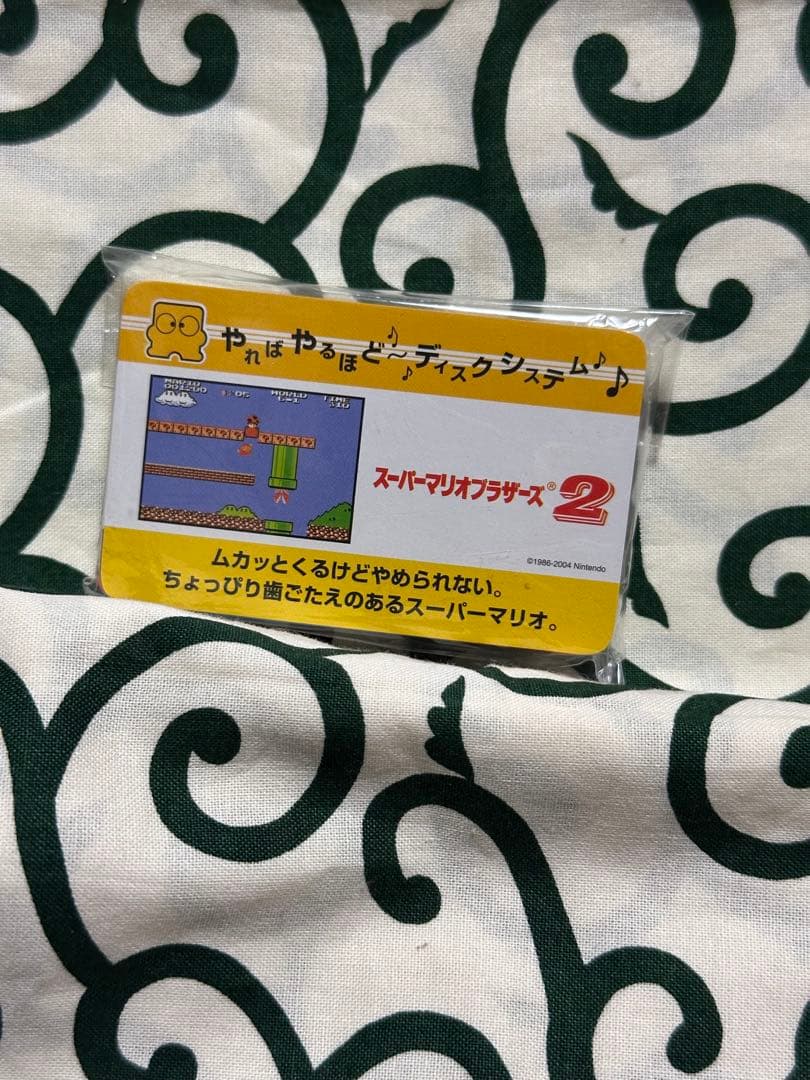 やれば やるほど♪〜♪ディスクシステム♪♪
MARIO WORLD TIME
スーパーマリオブラザーズ®2
©1986-2004 Nintendo
ムカッとくるけどやめられない。
ちょっぴり歯ごたえのあるスーパーマリオ。